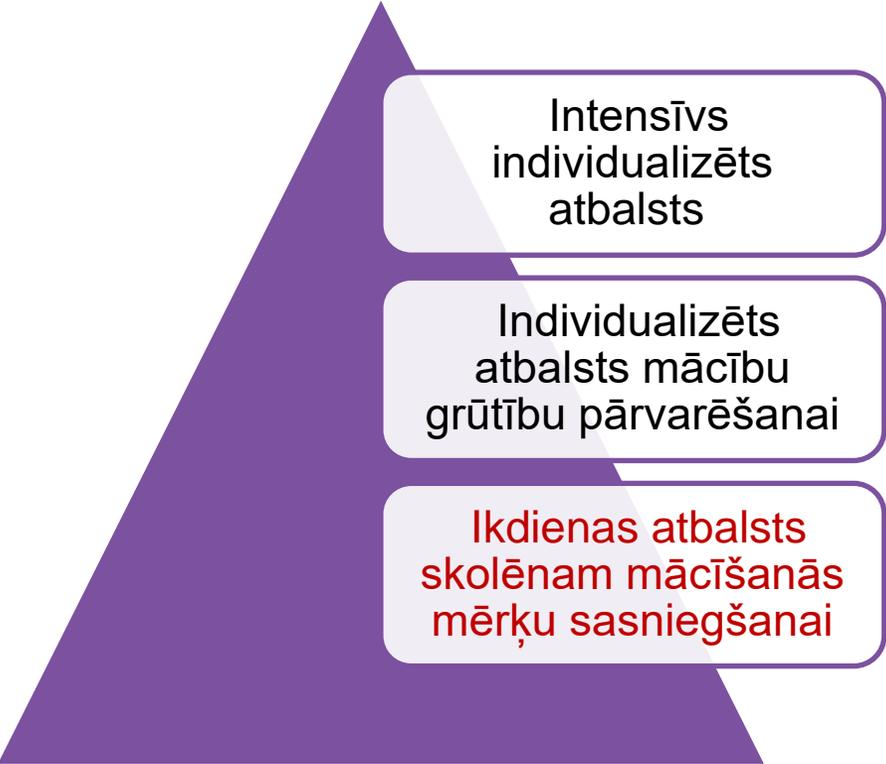 Intensīvs
individualizēts
atbalsts
Individualizēts
atbalsts mācību
grūtību pārvarēšanai
Ikdienas atbalsts
skolēnam mācīšanās
mērķu sasniegšanai